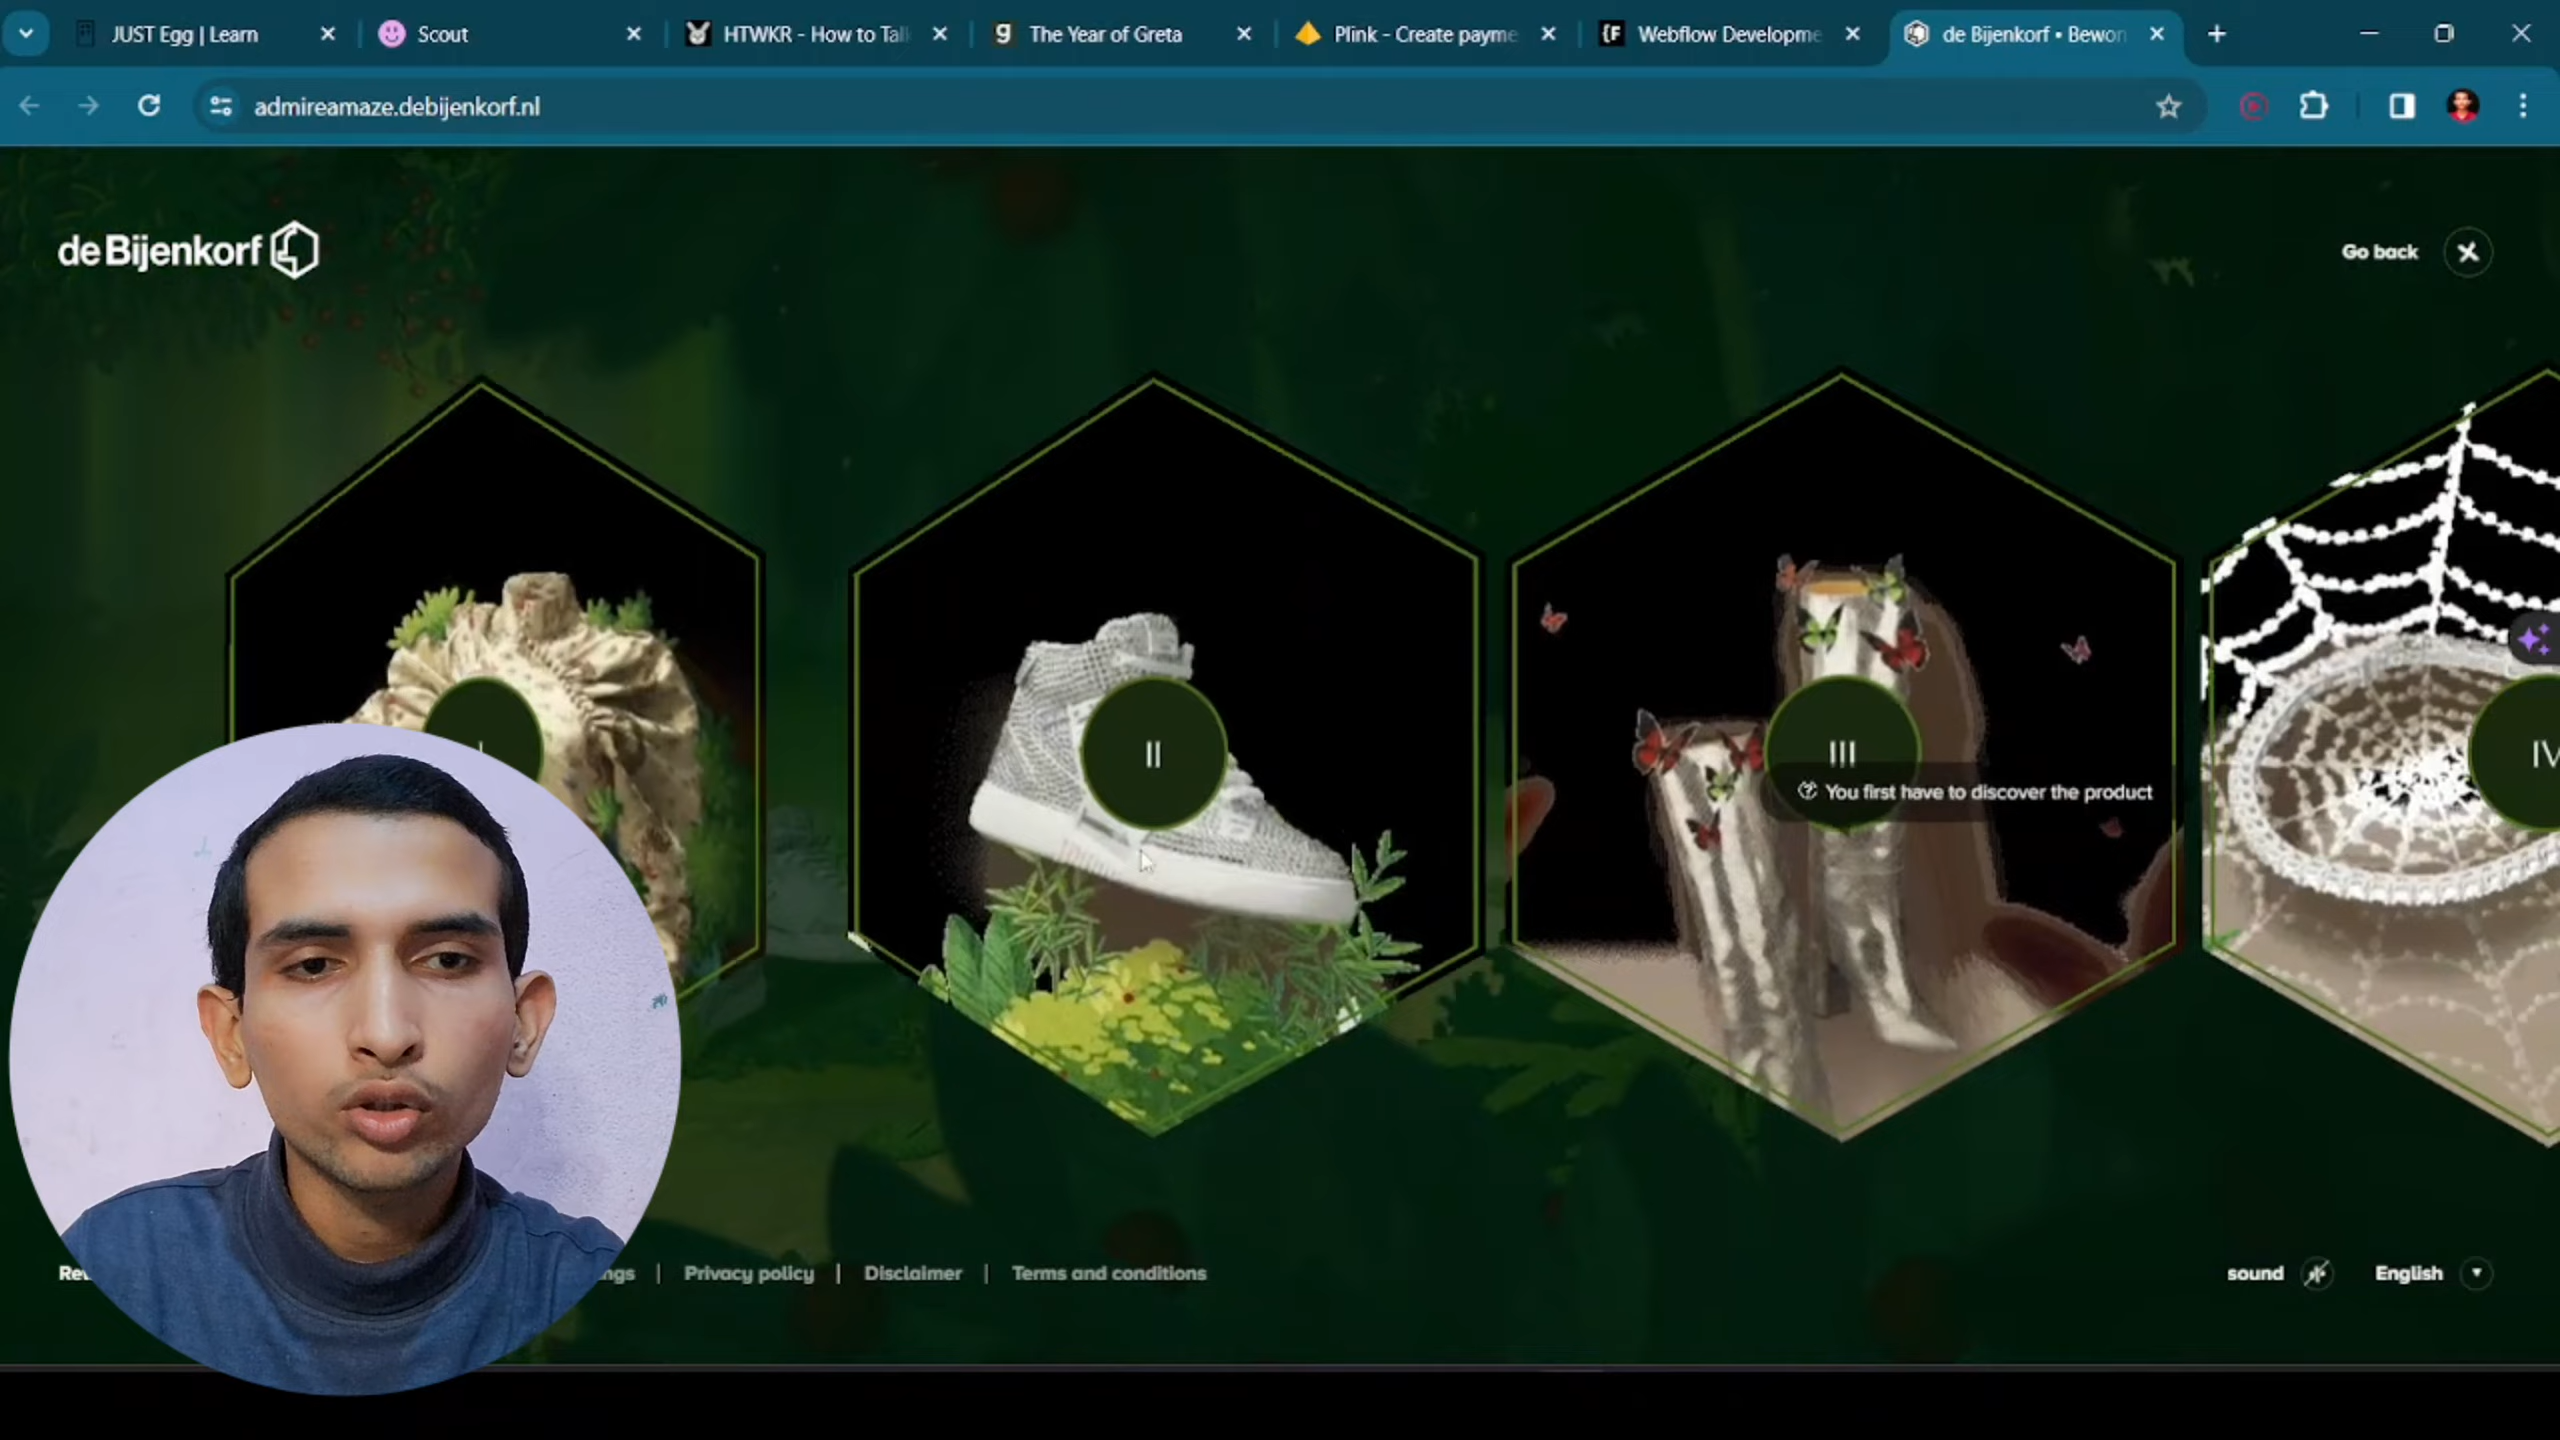 JUST Egg | Learn
Scout
HTWKR - How to Tal
g
The Year of Greta
Plink - Create payme
{F
Webflow Developme
de Bijenkorf • Bewon
admireamaze.debijenkorf.nl
de Bijenkorf
Go back
I
II
III
IV
You first have to discover the product
ngs | Privacy policy | Disclaimer | Terms and conditions
sound
English